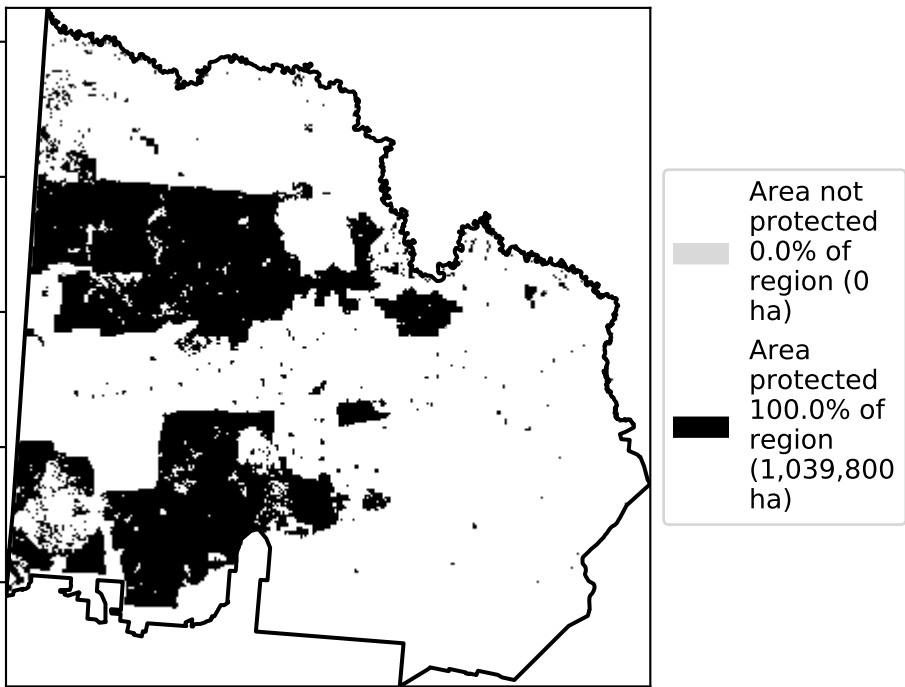 Area not
protected
0.0% of
region (0
ha)
Area
protected
100.0% of
region
(1,039,800
ha)